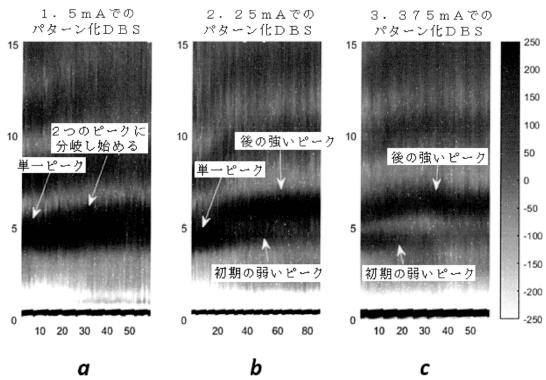 １．５ｍＡでの
パターン化ＤＢＳ
２．２５ｍＡでの
パターン化ＤＢＳ
３．３７５ｍＡでの
パターン化ＤＢＳ
15
10
5
0
２つのピークに
分岐し始める
単一ピーク
10 20 30 40 50
a
15
10
5
0
後の強いピーク
単一ピーク
初期の弱いピーク
20 40 60 80
b
15
10
5
0
後の強いピーク
初期の弱いピーク
10 20 30 40 50
c
250
200
150
100
50
0
-50
-100
-150
-200
-250